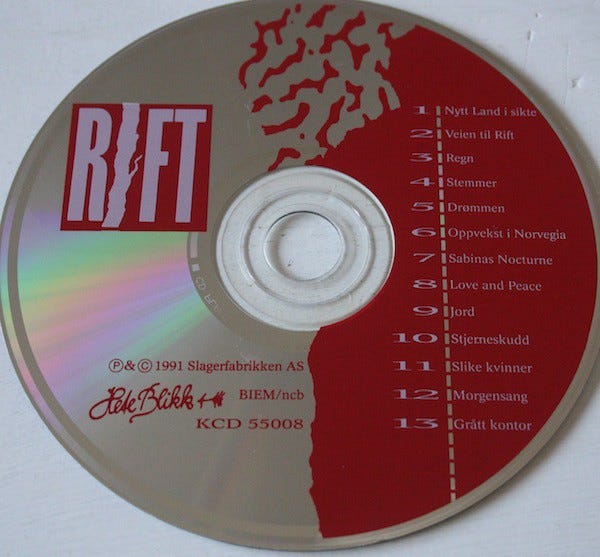 RIFT
1 Nytt Land i sikte
2 Veien til Rift
3 Regn
4 Stemmer
5 Drømmen
6 Oppvekst i Norvegia
7 Sabinas Nocturne
8 Love and Peace
9 Jord
10 Stjerneskudd
11 Slike kvinner
12 Morgensang
13 Grått kontor
℗ & © 1991 Slagerfabrikken AS
Hete Blikk
BIEM/ncb
KCD 55008